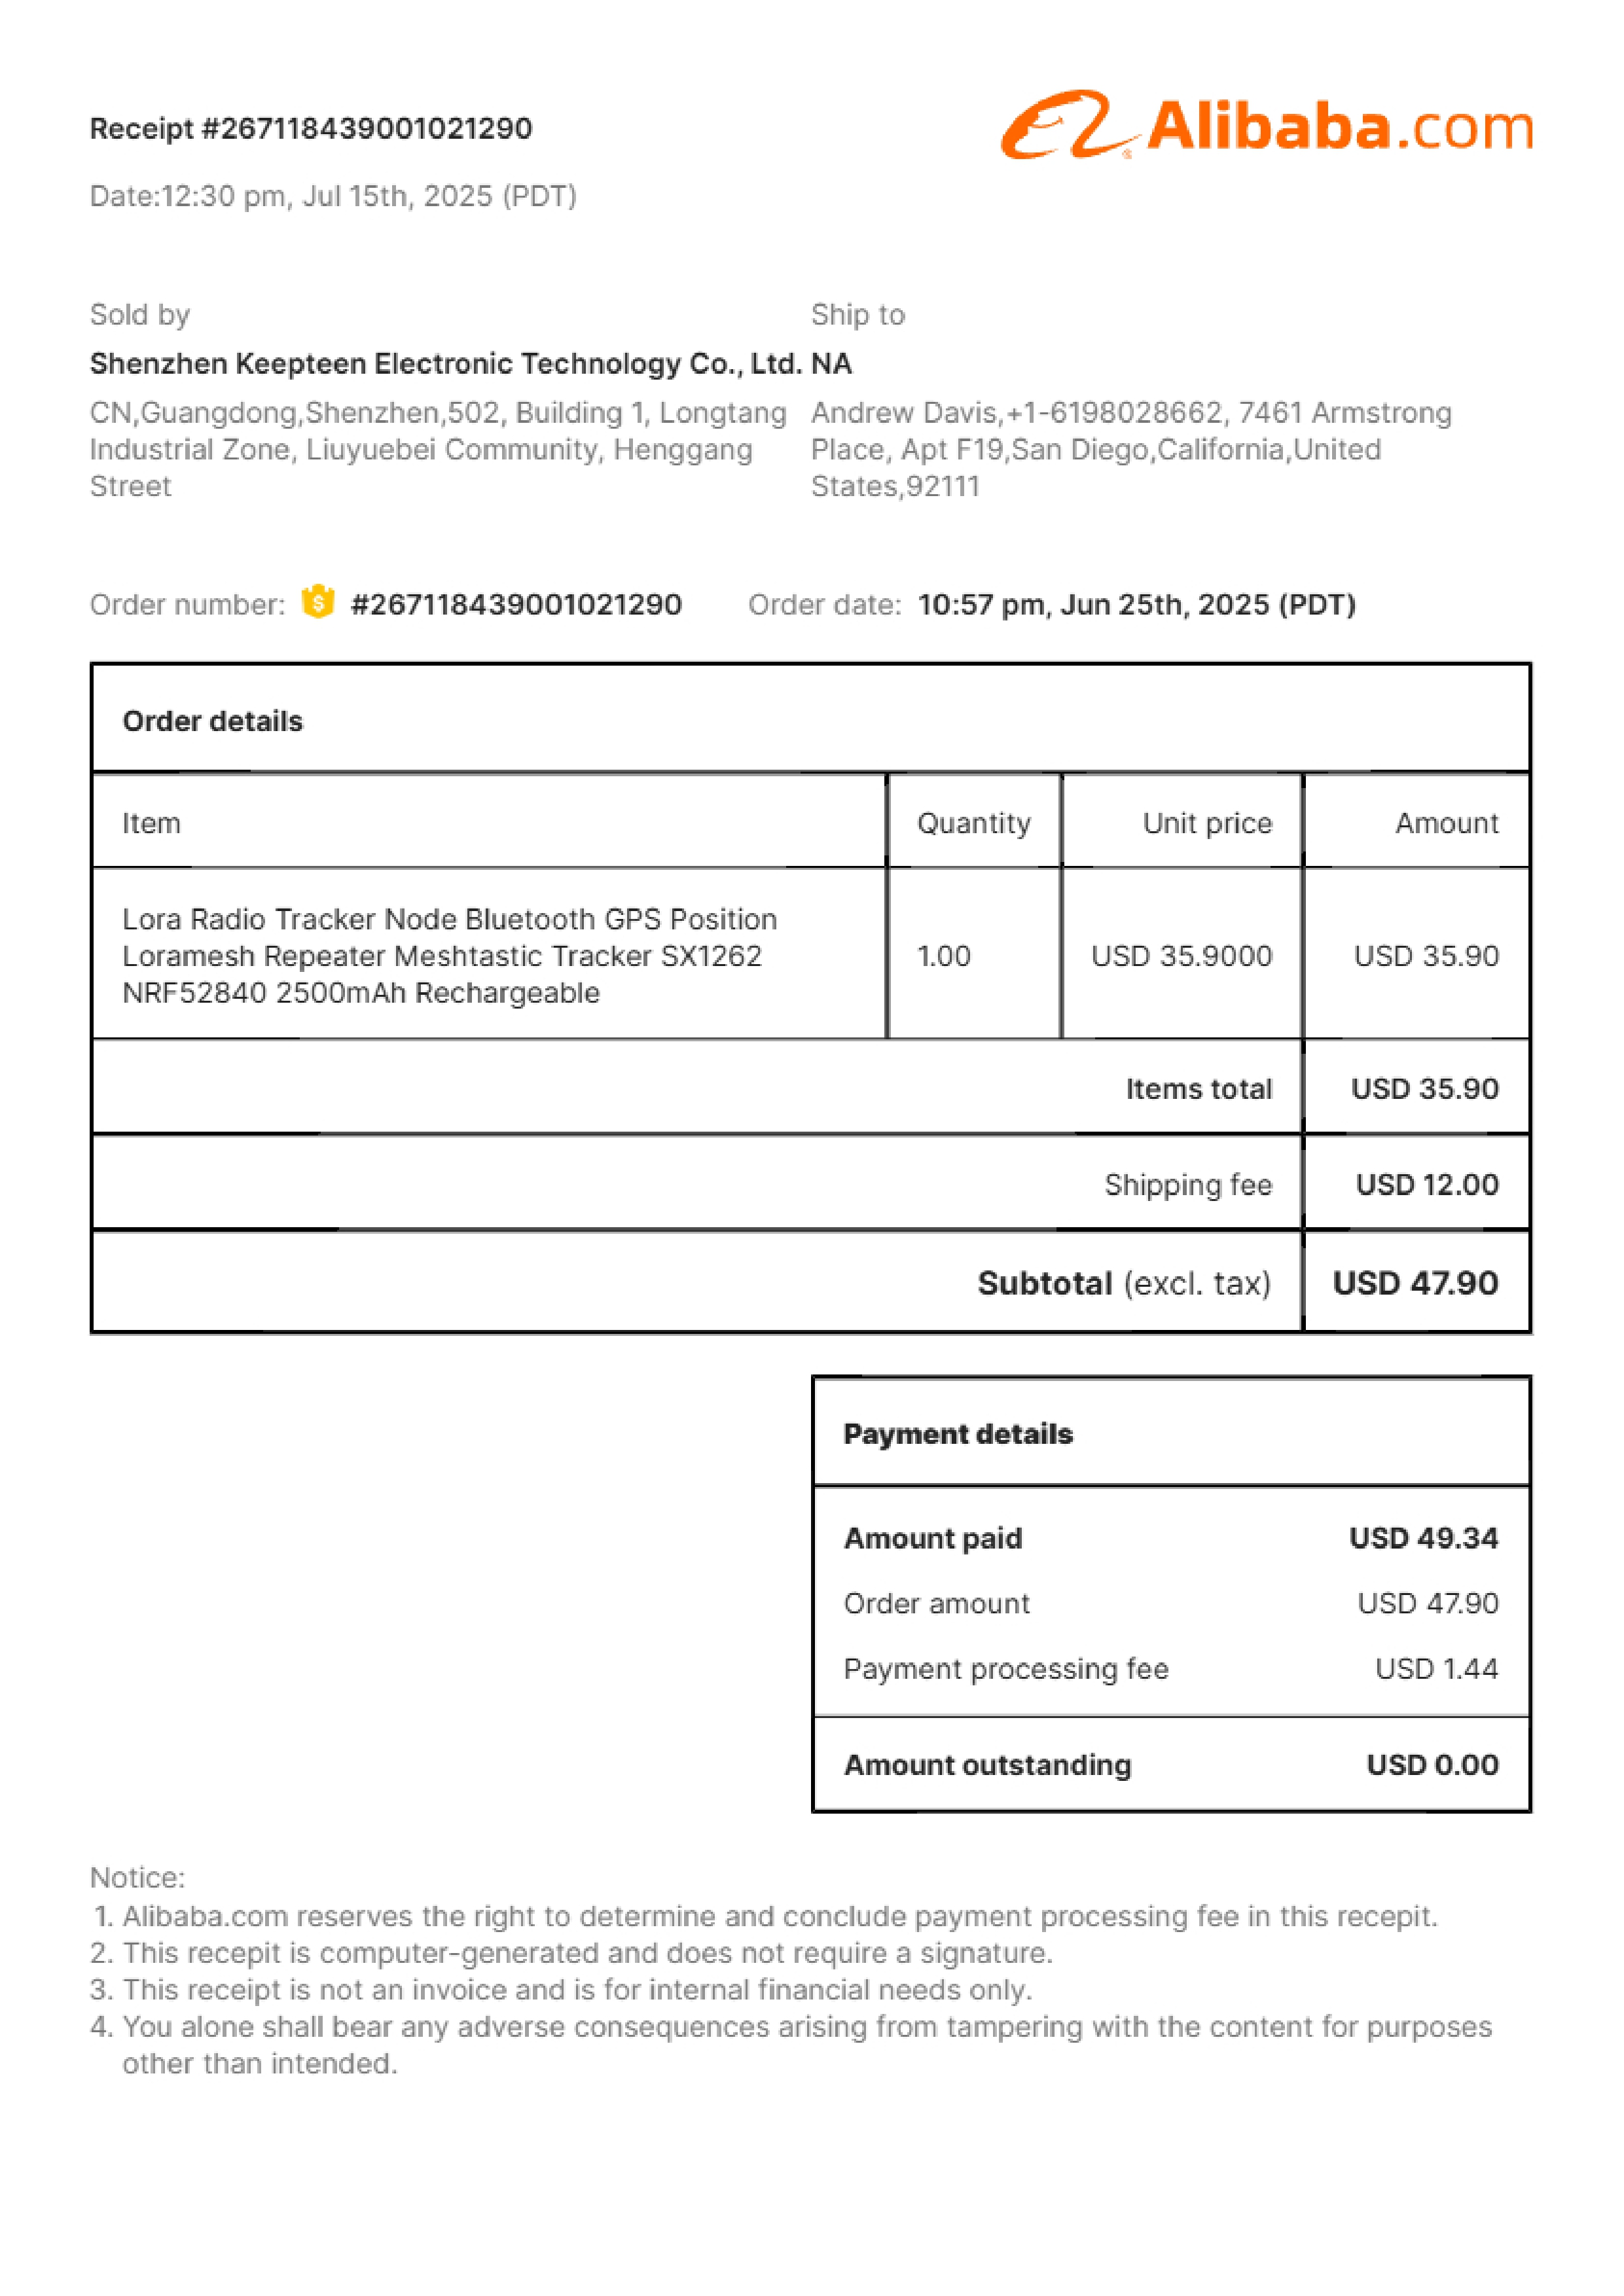 Receipt #267118439001021290
Alibaba.com
Date:12:30 pm, Jul 15th, 2025 (PDT)
Sold by
Shenzhen Keepteen Electronic Technology Co., Ltd.
CN,Guangdong,Shenzhen,502, Building 1, Longtang
Industrial Zone, Liuyuebei Community, Henggang
Street
Ship to
NA
Andrew Davis,+1-6198028662, 7461 Armstrong
Place, Apt F19,San Diego,California,United
States,92111
Order number: #267118439001021290 Order date: 10:57 pm, Jun 25th, 2025 (PDT)
Order details
Item Quantity Unit price Amount
Lora Radio Tracker Node Bluetooth GPS Position
Loramesh Repeater Meshtastic Tracker SX1262
NRF52840 2500mAh Rechargeable
1.00 USD 35.9000 USD 35.90
Items total USD 35.90
Shipping fee USD 12.00
Subtotal (excl. tax) USD 47.90
Payment details
Amount paid USD 49.34
Order amount USD 47.90
Payment processing fee USD 1.44
Amount outstanding USD 0.00
Notice:
1. Alibaba.com reserves the right to determine and conclude payment processing fee in this recepit.
2. This recepit is computer-generated and does not require a signature.
3. This receipt is not an invoice and is for internal financial needs only.
4. You alone shall bear any adverse consequences arising from tampering with the content for purposes
other than intended.